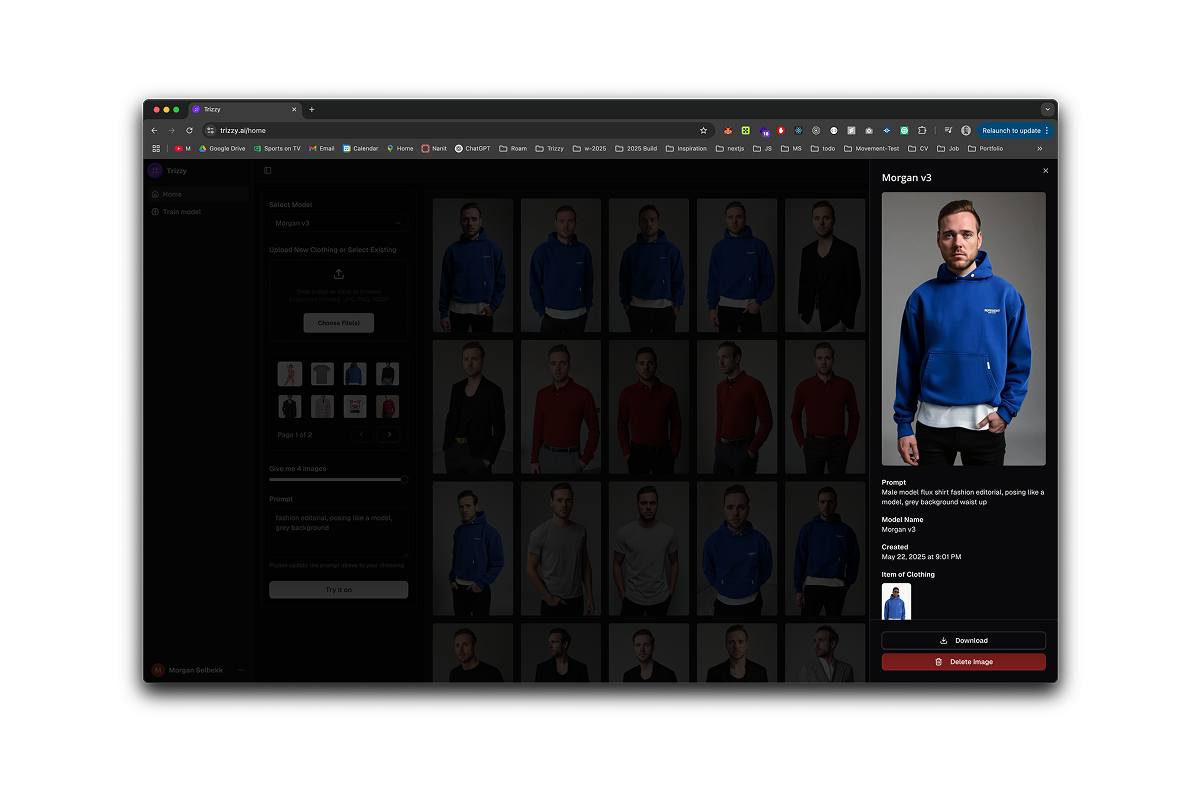 Trizzy
trizzy.ai/home
Relaunch to update
M
Google Drive
Sports on TV
Email
Calendar
Home
Nanit
ChatGPT
Roam
Trizzy
w-2025
2025 Build
Inspiration
nextjs
JS
MS
todo
Movement-Test
CV
Job
Portfolio
»
Trizzy
Home
Train model
Select Model
Morgan v3
Upload New Clothing or Select Existing
Choose File(s)
Page 1 of 2
Give me 4 images
Prompt
fashion editorial, posing like a model,
grey background
Please update the prompt above to your choosing
Try it on
M
Morgan Selbekk
Morgan v3
Prompt
Male model flux shirt fashion editorial, posing like a
model, grey background waist up
Model Name
Morgan v3
Created
May 22, 2025 at 9:01 PM
Item of Clothing
Download
Delete Image